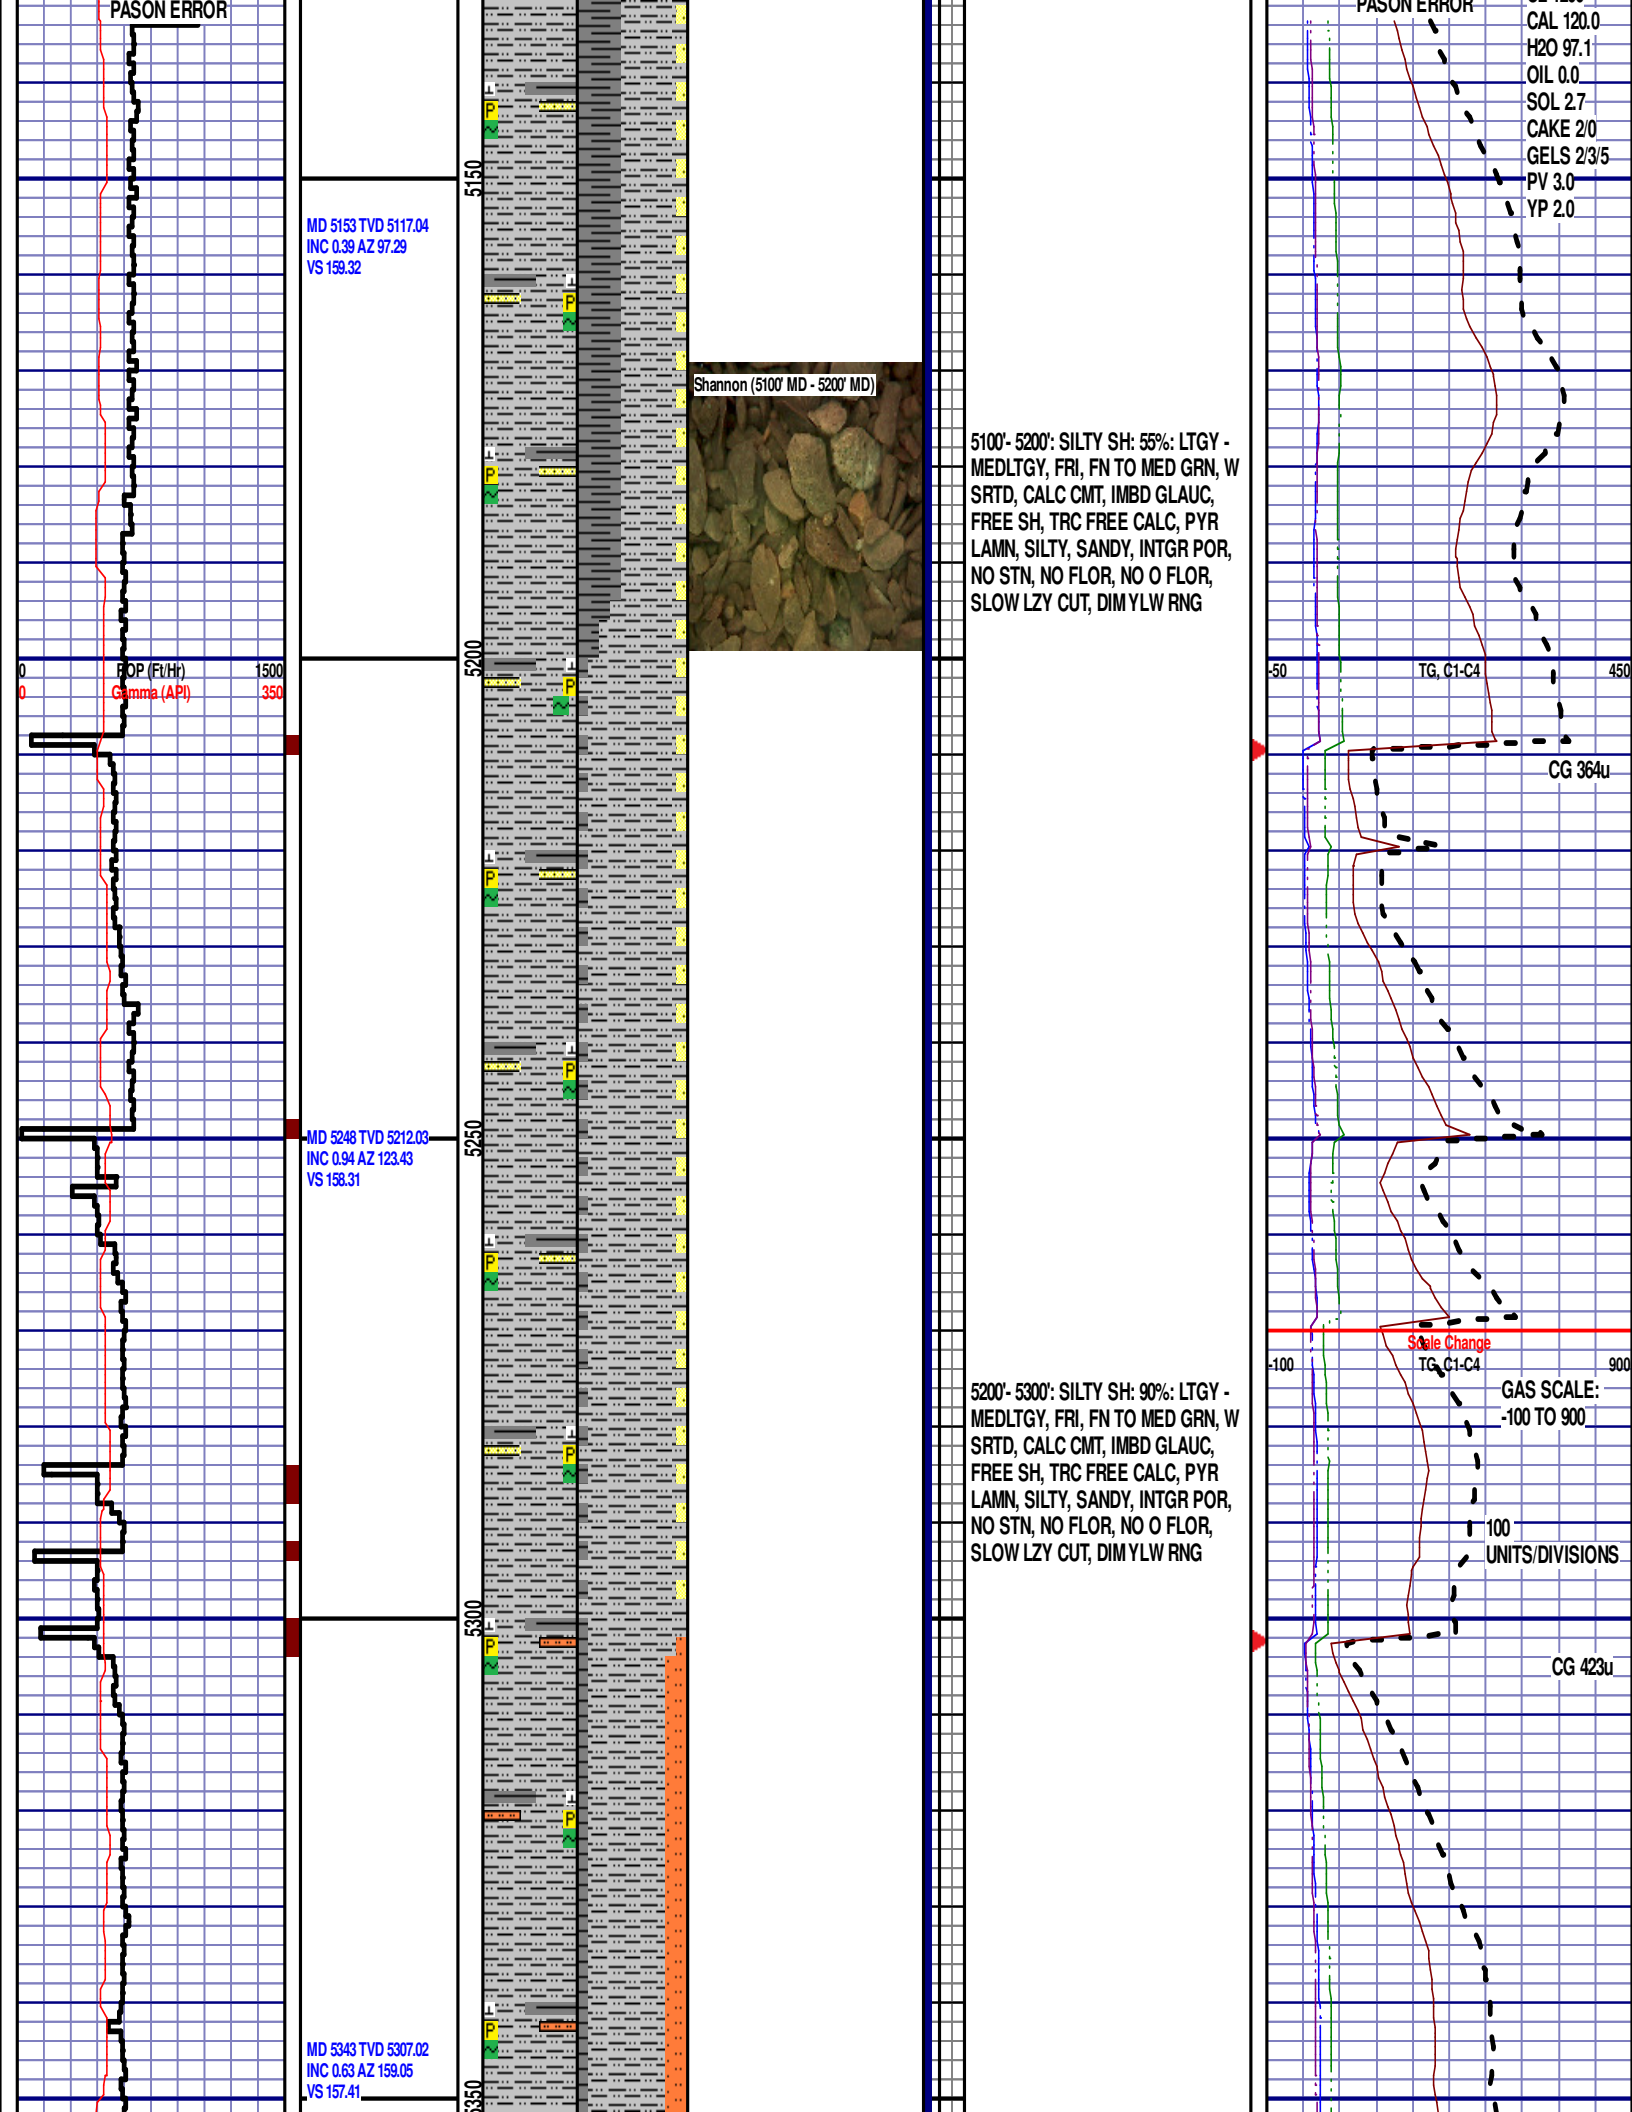 PASON ERROR
PASON ERROR
CAL 120.0
H2O 97.1
OIL 0.0
SOL 2.7
CAKE 2/0
GELS 2/3/5
PV 3.0
YP 2.0
5150
MD 5153 TVD 5117.04
INC 0.39 AZ 97.29
VS 159.32
Shannon (5100' MD - 5200' MD)
5100'- 5200': SILTY SH: 55%: LTGY -
MEDLTGY, FRI, FN TO MED GRN, W
SRTD, CALC CMT, IMBD GLAUC,
FREE SH, TRC FREE CALC, PYR
LAMN, SILTY, SANDY, INTGR POR,
NO STN, NO FLOR, NO O FLOR,
SLOW LZY CUT, DIM YLW RNG
5200
0 ROP (Ft/Hr) 1500
0 Gamma (API) 350
-50 TG, C1-C4 450
CG 364u
5250
MD 5248 TVD 5212.03
INC 0.94 AZ 123.43
VS 158.31
Scale Change
-100 TG, C1-C4 900
GAS SCALE:
-100 TO 900
5200'- 5300': SILTY SH: 90%: LTGY -
MEDLTGY, FRI, FN TO MED GRN, W
SRTD, CALC CMT, IMBD GLAUC,
FREE SH, TRC FREE CALC, PYR
LAMN, SILTY, SANDY, INTGR POR,
NO STN, NO FLOR, NO O FLOR,
SLOW LZY CUT, DIM YLW RNG
100
UNITS/DIVISIONS
5300
CG 423u
MD 5343 TVD 5307.02
INC 0.63 AZ 159.05
VS 157.41
5350